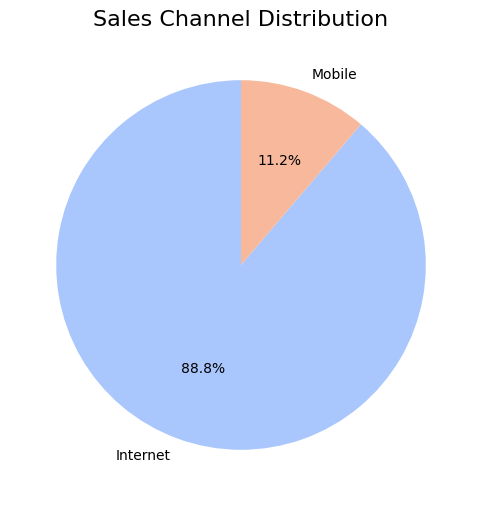 Sales Channel Distribution
Mobile
11.2%
88.8%
Internet